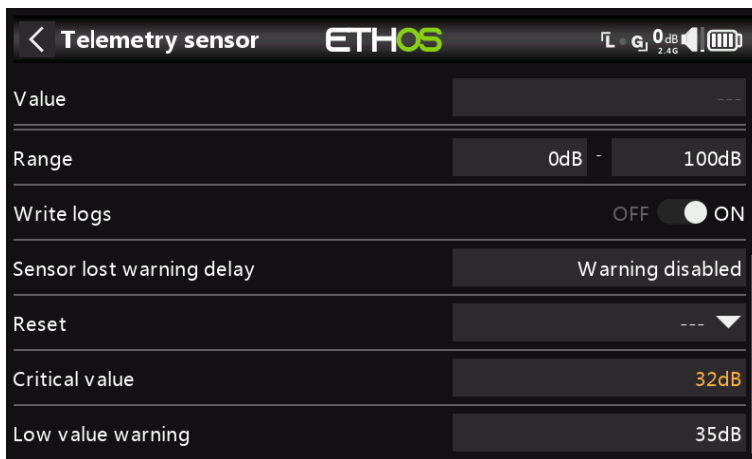 Telemetry sensor ETHOS L G 0dB 2.4G
Value ---
Range 0dB - 100dB
Write logs OFF ON
Sensor lost warning delay Warning disabled
Reset ---
Critical value 32dB
Low value warning 35dB